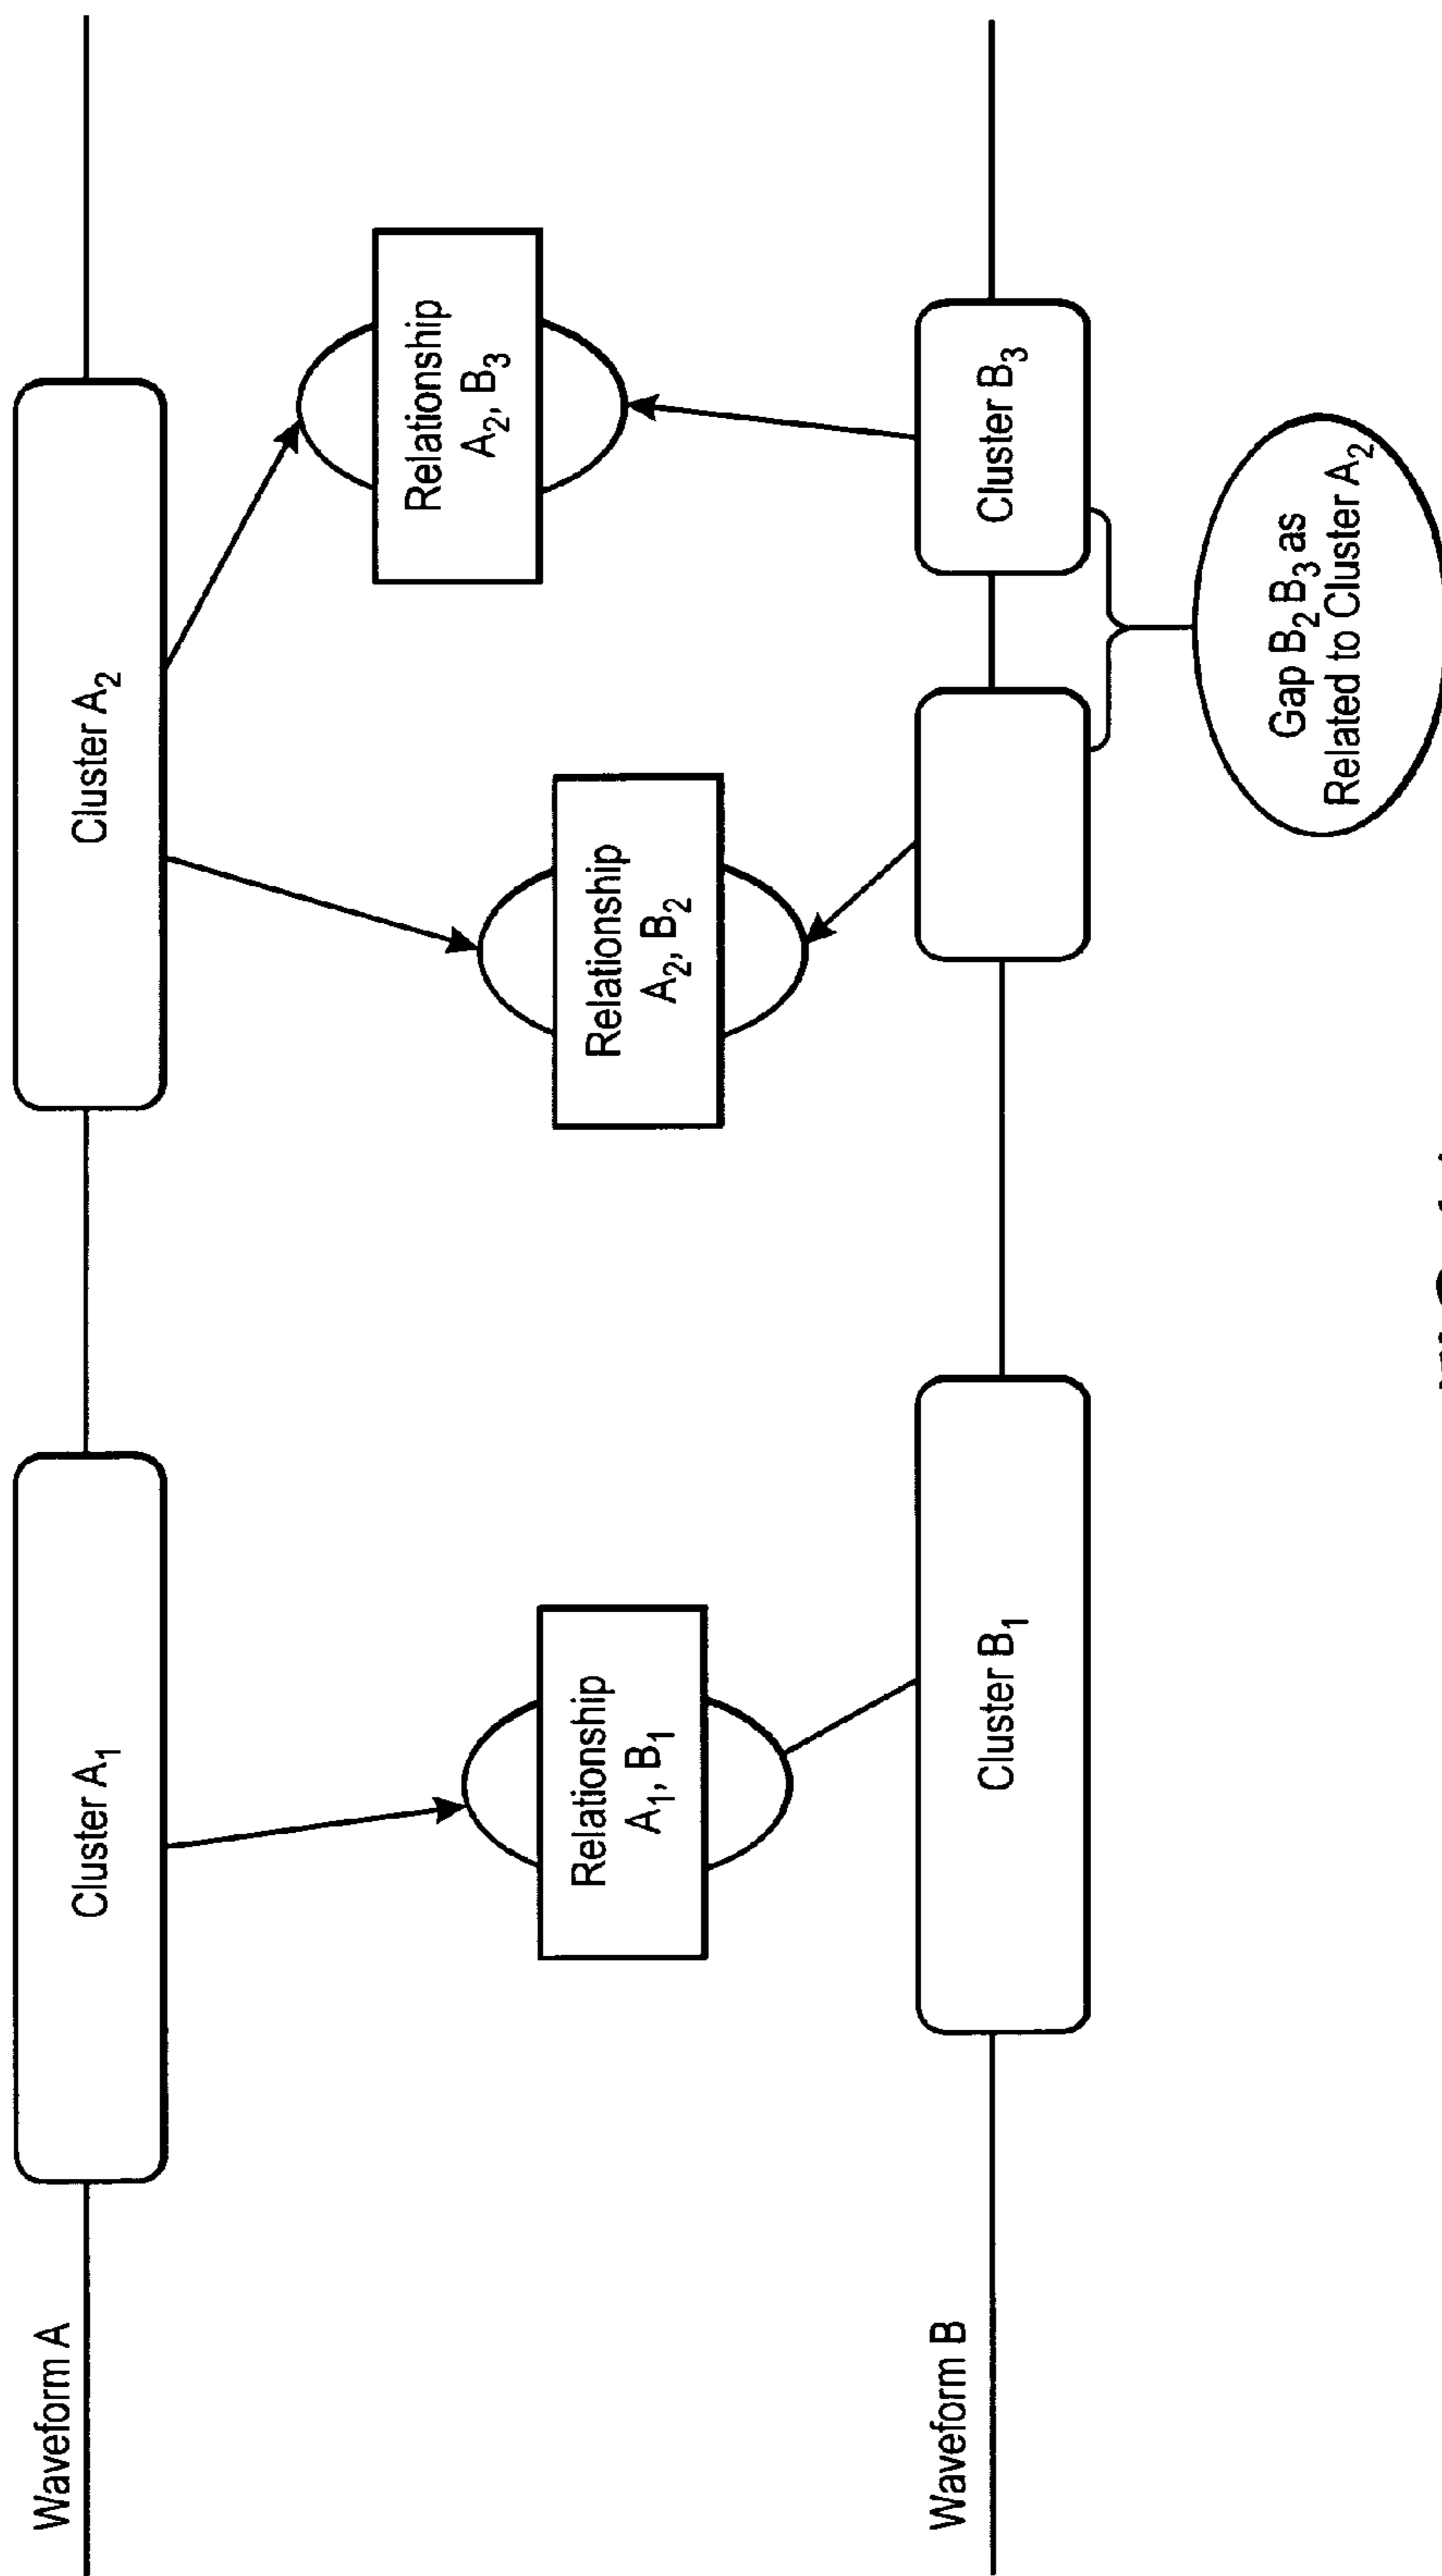 Waveform A
Cluster A₁
Cluster A₂
Relationship
A₁, B₁
Relationship
A₂, B₂
Relationship
A₂, B₃
Waveform B
Cluster B₁
Cluster B₃
Gap B₂ B₃ as
Related to Cluster A₂